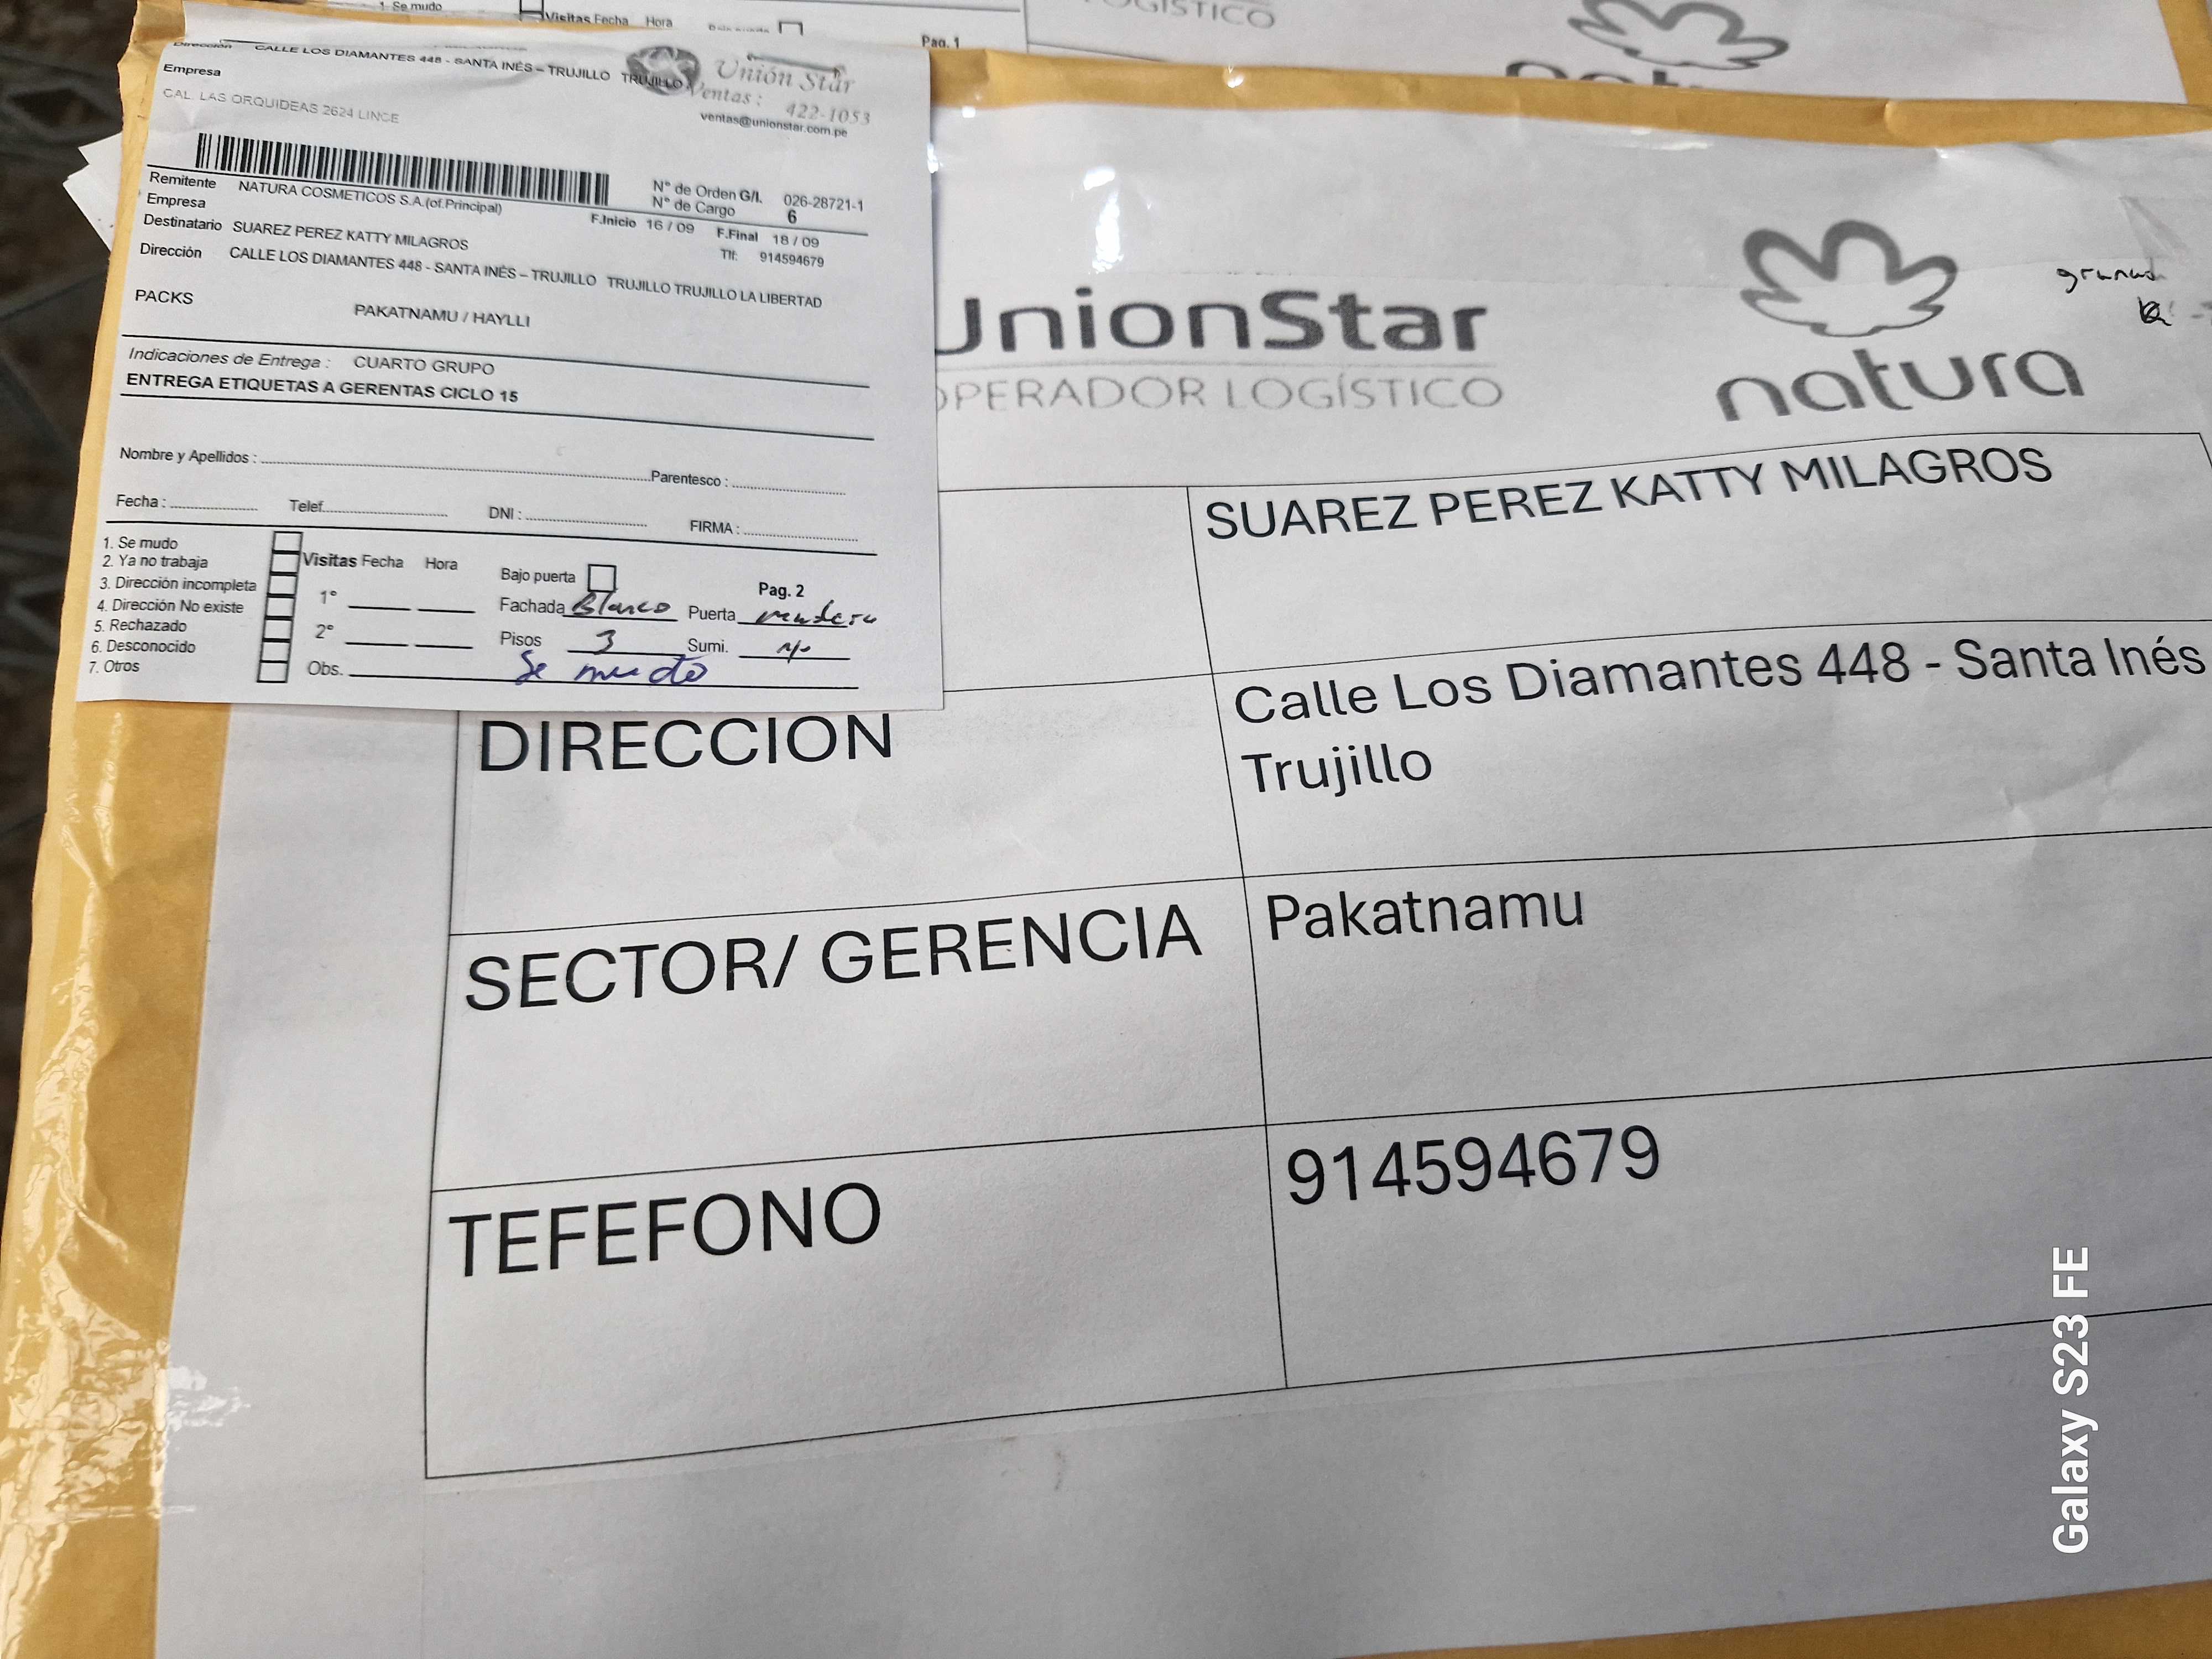 1. Se mudo
Visitas Fecha Hora
Pag. 1
OGÍSTICO
Dirección CALLE LOS DIAMANTES 448 - SANTA INÉS – TRUJILLO TRUJILLO
Empresa
CAL. LAS ORQUIDEAS 2624 LINCE
Unión Star
Ventas : 422-1053
ventas@unionstar.com.pe
Remitente NATURA COSMETICOS S.A.(of.Principal)
Empresa
N° de Orden G/I. 026-28721-1
N° de Cargo 6
F.Inicio 16 / 09 F.Final 18 / 09
Destinatario SUAREZ PEREZ KATTY MILAGROS
Tlf: 914594679
Dirección CALLE LOS DIAMANTES 448 - SANTA INÉS – TRUJILLO TRUJILLO TRUJILLO LA LIBERTAD
PACKS PAKATNAMU / HAYLLI
Indicaciones de Entrega : CUARTO GRUPO
ENTREGA ETIQUETAS A GERENTAS CICLO 15
Nombre y Apellidos : Parentesco :
Fecha : Telef. DNI : FIRMA :
1. Se mudo
2. Ya no trabaja
3. Dirección incompleta
4. Dirección No existe
5. Rechazado
6. Desconocido
7. Otros
Visitas Fecha Hora
1°
2°
Obs. Se mudo
Bajo puerta Pag. 2
Fachada Blanco Puerta madera
Pisos 3 Sumi. N/O
UnionStar
OPERADOR LOGÍSTICO
natura
SUAREZ PEREZ KATTY MILAGROS
DIRECCION
Calle Los Diamantes 448 - Santa Inés
Trujillo
SECTOR/ GERENCIA
Pakatnamu
TEFEFONO
914594679
Galaxy S23 FE